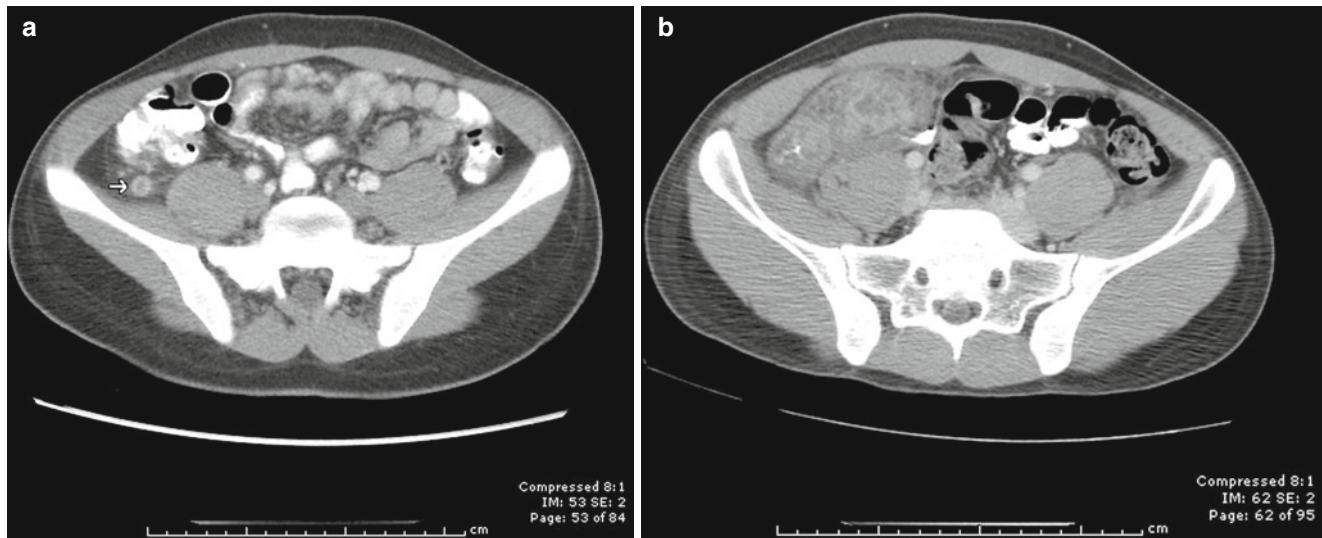 a
b
Compressed 8:1
IM: 53 SE: 2
Page: 53 of 84
cm
Compressed 8:1
IM: 62 SE: 2
Page: 62 of 95
cm